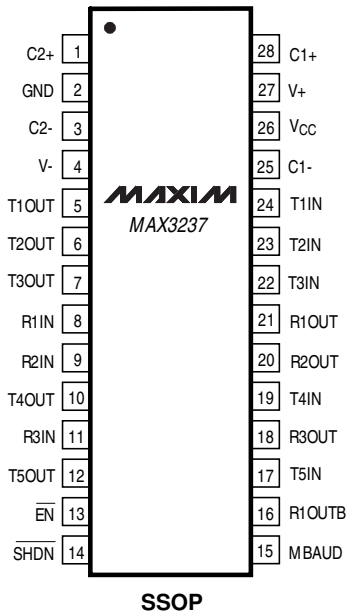 C2+ 1 28 C1+
GND 2 27 V+
C2- 3 26 VCC
V- 4 25 C1-
T1OUT 5 MAXIM 24 T1IN
MAX3237
T2OUT 6 23 T2IN
T3OUT 7 22 T3IN
R1IN 8 21 R1OUT
R2IN 9 20 R2OUT
T4OUT 10 19 T4IN
R3IN 11 18 R3OUT
T5OUT 12 17 T5IN
EN 13 16 R1OUTB
SHDN 14 15 MBAUD
SSOP